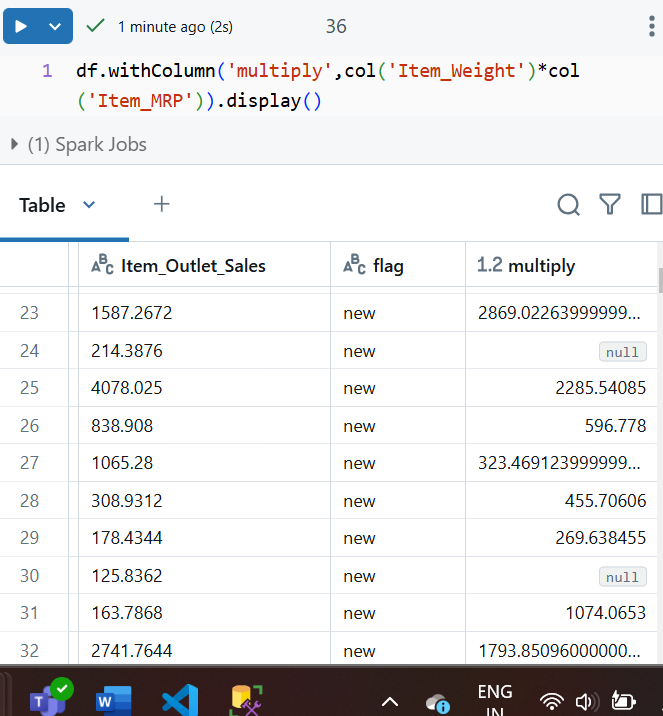 1 minute ago (2s)
36
1 df.withColumn('multiply',col('Item_Weight')*col
('Item_MRP')).display()
(1) Spark Jobs
Table
ABC Item_Outlet_Sales ABC flag 1.2 multiply
23 1587.2672 new 2869.02263999999...
24 214.3876 new null
25 4078.025 new 2285.54085
26 838.908 new 596.778
27 1065.28 new 323.469123999999...
28 308.9312 new 455.70606
29 178.4344 new 269.638455
30 125.8362 new null
31 163.7868 new 1074.0653
32 2741.7644 new 1793.85096000000...
T W ENG
IN